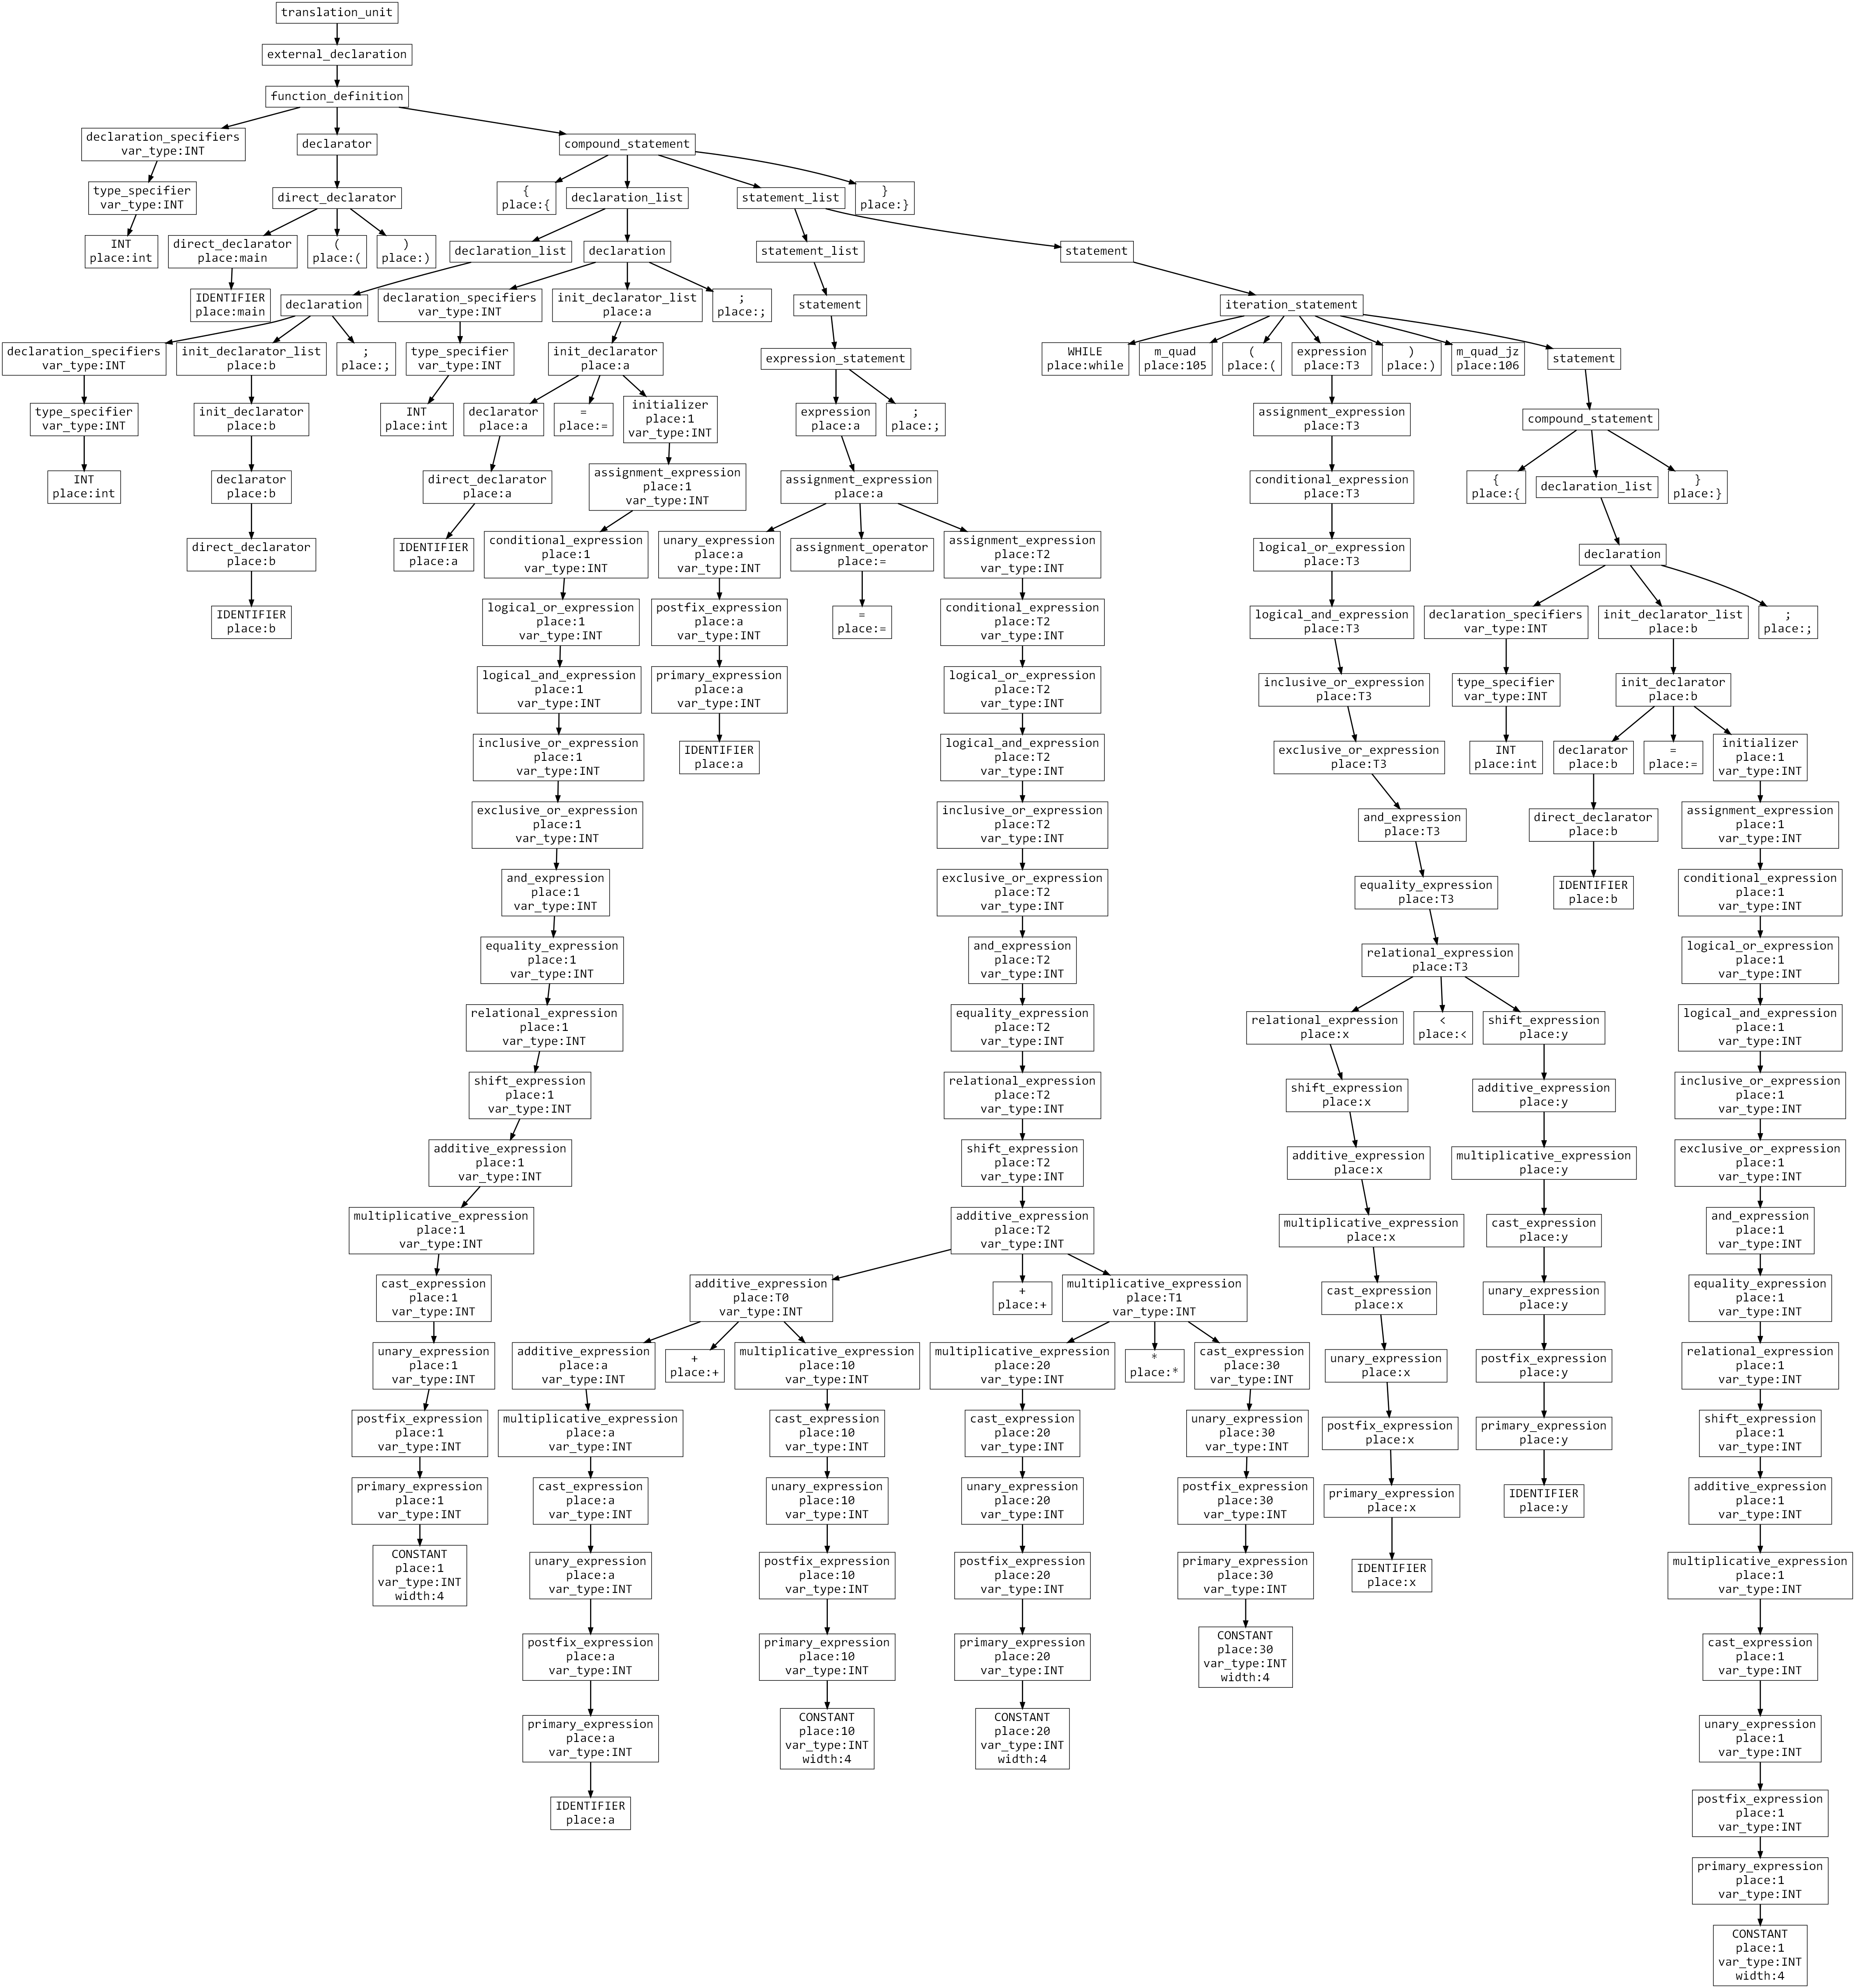 translation_unit
external_declaration
function_definition
declaration_specifiers
var_type:INT
declarator
compound_statement
type_specifier
var_type:INT
direct_declarator
{
place:{
declaration_list
statement_list
}
place:}
INT
place:int
direct_declarator
place:main
(
place:(
)
place:)
declaration_list
declaration
statement_list
statement
IDENTIFIER
place:main
declaration
declaration_specifiers
var_type:INT
init_declarator_list
place:a
;
place:;
statement
iteration_statement
declaration_specifiers
var_type:INT
init_declarator_list
place:b
;
place:;
type_specifier
var_type:INT
init_declarator
place:a
expression_statement
WHILE
place:while
m_quad
place:105
(
place:(
expression
place:T3
)
place:)
m_quad_jz
place:106
statement
type_specifier
var_type:INT
init_declarator
place:b
INT
place:int
declarator
place:a
=
place:=
initializer
place:1
var_type:INT
expression
place:a
;
place:;
assignment_expression
place:T3
compound_statement
INT
place:int
declarator
place:b
direct_declarator
place:a
assignment_expression
place:1
var_type:INT
assignment_expression
place:a
conditional_expression
place:T3
{
place:{
declaration_list
}
place:}
direct_declarator
place:b
IDENTIFIER
place:a
conditional_expression
place:1
var_type:INT
unary_expression
place:a
var_type:INT
assignment_operator
place:=
assignment_expression
place:T2
var_type:INT
logical_or_expression
place:T3
declaration
IDENTIFIER
place:b
logical_or_expression
place:1
var_type:INT
postfix_expression
place:a
var_type:INT
=
place:=
conditional_expression
place:T2
var_type:INT
logical_and_expression
place:T3
declaration_specifiers
var_type:INT
init_declarator_list
place:b
;
place:;
logical_and_expression
place:1
var_type:INT
primary_expression
place:a
var_type:INT
logical_or_expression
place:T2
var_type:INT
inclusive_or_expression
place:T3
type_specifier
var_type:INT
init_declarator
place:b
inclusive_or_expression
place:1
var_type:INT
IDENTIFIER
place:a
logical_and_expression
place:T2
var_type:INT
exclusive_or_expression
place:T3
INT
place:int
declarator
place:b
=
place:=
initializer
place:1
var_type:INT
exclusive_or_expression
place:1
var_type:INT
inclusive_or_expression
place:T2
var_type:INT
and_expression
place:T3
direct_declarator
place:b
assignment_expression
place:1
var_type:INT
and_expression
place:1
var_type:INT
exclusive_or_expression
place:T2
var_type:INT
equality_expression
place:T3
IDENTIFIER
place:b
conditional_expression
place:1
var_type:INT
equality_expression
place:1
var_type:INT
and_expression
place:T2
var_type:INT
relational_expression
place:T3
logical_or_expression
place:1
var_type:INT
relational_expression
place:1
var_type:INT
equality_expression
place:T2
var_type:INT
relational_expression
place:x
<
place:<
shift_expression
place:y
logical_and_expression
place:1
var_type:INT
shift_expression
place:1
var_type:INT
relational_expression
place:T2
var_type:INT
shift_expression
place:x
additive_expression
place:y
inclusive_or_expression
place:1
var_type:INT
additive_expression
place:1
var_type:INT
shift_expression
place:T2
var_type:INT
additive_expression
place:x
multiplicative_expression
place:y
exclusive_or_expression
place:1
var_type:INT
multiplicative_expression
place:1
var_type:INT
additive_expression
place:T2
var_type:INT
multiplicative_expression
place:x
cast_expression
place:y
and_expression
place:1
var_type:INT
cast_expression
place:1
var_type:INT
additive_expression
place:T0
var_type:INT
+
place:+
multiplicative_expression
place:T1
var_type:INT
cast_expression
place:x
unary_expression
place:y
equality_expression
place:1
var_type:INT
unary_expression
place:1
var_type:INT
additive_expression
place:a
var_type:INT
+
place:+
multiplicative_expression
place:10
var_type:INT
multiplicative_expression
place:20
var_type:INT
*
place:*
cast_expression
place:30
var_type:INT
unary_expression
place:x
postfix_expression
place:y
relational_expression
place:1
var_type:INT
postfix_expression
place:1
var_type:INT
multiplicative_expression
place:a
var_type:INT
cast_expression
place:10
var_type:INT
cast_expression
place:20
var_type:INT
unary_expression
place:30
var_type:INT
postfix_expression
place:x
primary_expression
place:y
shift_expression
place:1
var_type:INT
primary_expression
place:1
var_type:INT
cast_expression
place:a
var_type:INT
unary_expression
place:10
var_type:INT
unary_expression
place:20
var_type:INT
postfix_expression
place:30
var_type:INT
primary_expression
place:x
IDENTIFIER
place:y
additive_expression
place:1
var_type:INT
CONSTANT
place:1
var_type:INT
width:4
unary_expression
place:a
var_type:INT
postfix_expression
place:10
var_type:INT
postfix_expression
place:20
var_type:INT
primary_expression
place:30
var_type:INT
IDENTIFIER
place:x
multiplicative_expression
place:1
var_type:INT
postfix_expression
place:a
var_type:INT
primary_expression
place:10
var_type:INT
primary_expression
place:20
var_type:INT
CONSTANT
place:30
var_type:INT
width:4
cast_expression
place:1
var_type:INT
primary_expression
place:a
var_type:INT
CONSTANT
place:10
var_type:INT
width:4
CONSTANT
place:20
var_type:INT
width:4
unary_expression
place:1
var_type:INT
IDENTIFIER
place:a
postfix_expression
place:1
var_type:INT
primary_expression
place:1
var_type:INT
CONSTANT
place:1
var_type:INT
width:4